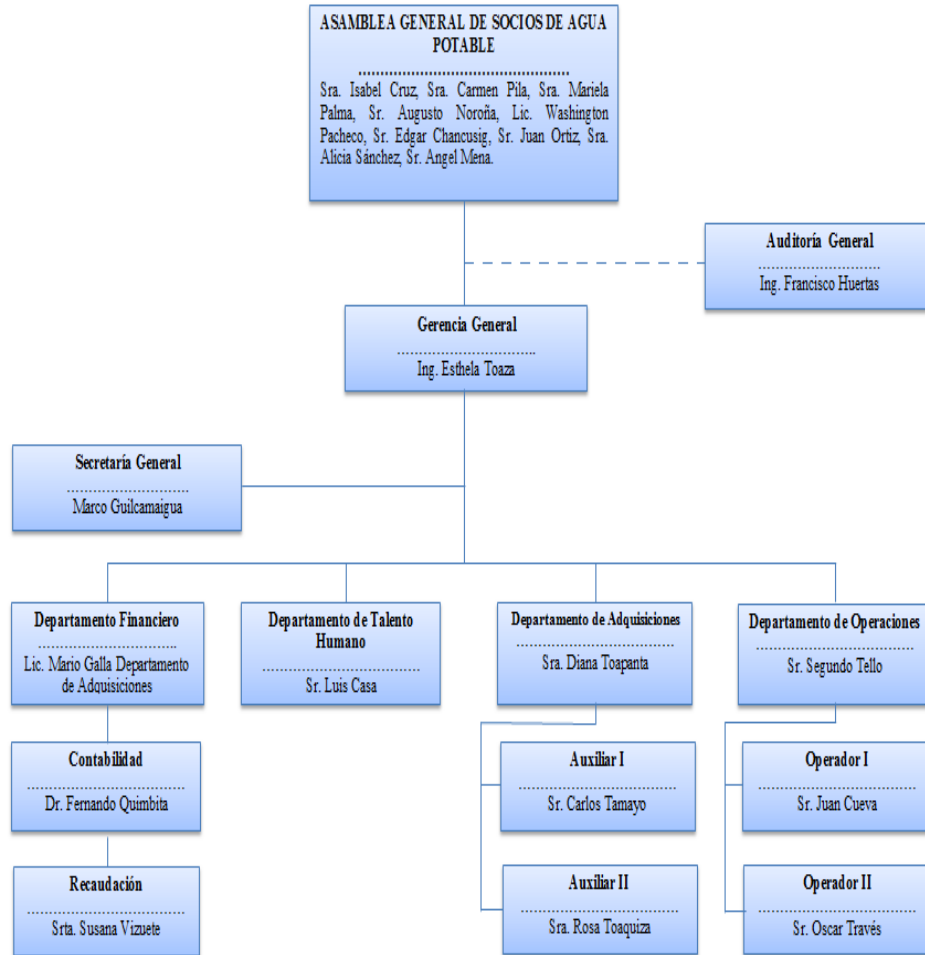 ASAMBLEA GENERAL DE SOCIOS DE AGUA
POTABLE
................................................
Sra. Isabel Cruz, Sra. Carmen Pila, Sra. Mariela
Palma, Sr. Augusto Noroña, Lic. Washington
Pacheco, Sr. Edgar Chancusig, Sr. Juan Ortiz, Sra.
Alicia Sánchez, Sr. Angel Mena.
Auditoría General
……………………………
Ing. Francisco Huertas
Gerencia General
…………………………..
Ing. Esthela Toaza
Secretaría General
……………………….
Marco Guilcamaigua
Departamento Financiero
……………………………..
Lic. Mario Galla Departamento
de Adquisiciones
Departamento de Talento
Humano
…………………………………
Sr. Luis Casa
Departamento de Adquisiciones
…………………………………
Sra. Diana Toapanta
Departamento de Operaciones
…………………………………
Sr. Segundo Tello
Contabilidad
…………………………………
Dr. Fernando Quimbita
Auxiliar I
…………………………………
Sr. Carlos Tamayo
Operador I
…………………………………
Sr. Juan Cueva
Recaudación
…………………………………
Srta. Susana Vizuete
Auxiliar II
…………………………………
Sra. Rosa Toaquiza
Operador II
…………………………………
Sr. Oscar Través